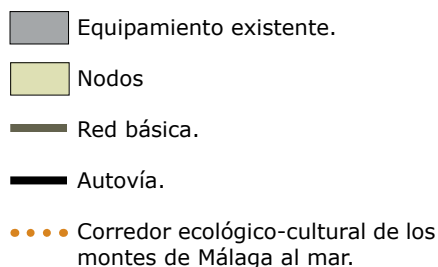 Equipamiento existente.
Nodos
Red básica.
Autovía.
Corredor ecológico-cultural de los
montes de Málaga al mar.